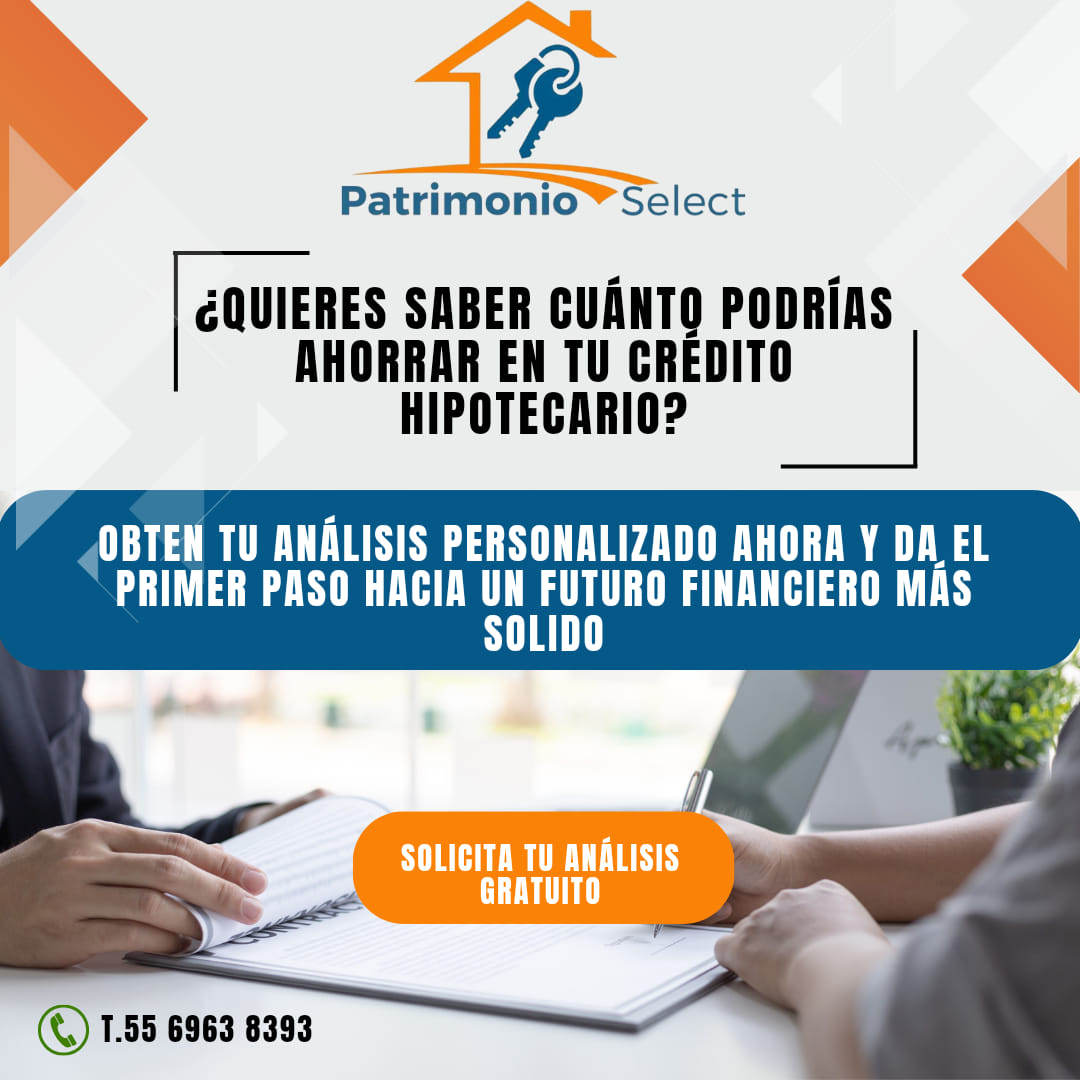 Patrimonio Select
¿QUIERES SABER CUÁNTO PODRÍAS
AHORRAR EN TU CRÉDITO
HIPOTECARIO?
OBTEN TU ANÁLISIS PERSONALIZADO AHORA Y DA EL
PRIMER PASO HACIA UN FUTURO FINANCIERO MÁS
SOLIDO
SOLICITA TU ANÁLISIS
GRATUITO
CONTRACT
T.55 6963 8393